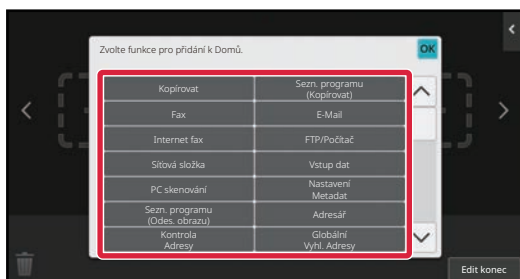 Zvolte funkce pro přidání k Domů.
OK
Kopírovat
Sezn. programu
(Kopírovat)
Fax
E-Mail
Internet fax
FTP/Počítač
Síťová složka
Vstup dat
PC skenování
Nastavení
Metadat
Sezn. programu
(Odes. obrazu)
Adresář
Kontrola
Adresy
Globální
Vyhl. Adresy
Edit konec